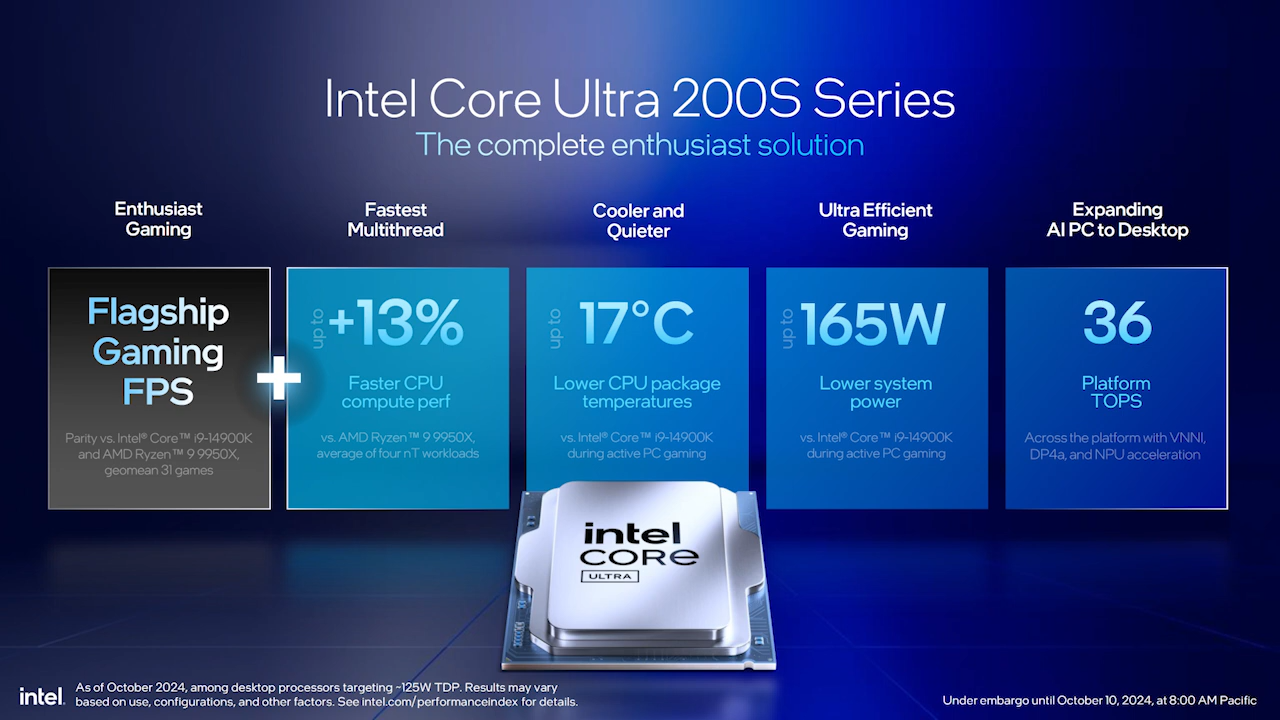 Intel Core Ultra 200S Series
The complete enthusiast solution
Enthusiast
Gaming
Flagship
Gaming
FPS
Parity vs. Intel® Core™ i9-14900K
and AMD Ryzen™ 9 9950X,
geomean 31 games
+
Fastest
Multithread
up to
+13%
Faster CPU
compute perf
vs. AMD Ryzen™ 9 9950X,
average of four nT workloads
Cooler and
Quieter
up to
17°C
Lower CPU package
temperatures
vs. Intel® Core™ i9-14900K
during active PC gaming
Ultra Efficient
Gaming
up to
165W
Lower system
power
vs. Intel® Core™ i9-14900K
during active PC gaming
Expanding
AI PC to Desktop
36
Platform
TOPS
Across the platform with VNNI,
DP4a, and NPU acceleration
intel
CORE
ULTRA
intel.
As of October 2024, among desktop processors targeting ~125W TDP. Results may vary
based on use, configurations, and other factors. See intel.com/performanceindex for details.
Under embargo until October 10, 2024, at 8:00 AM Pacific